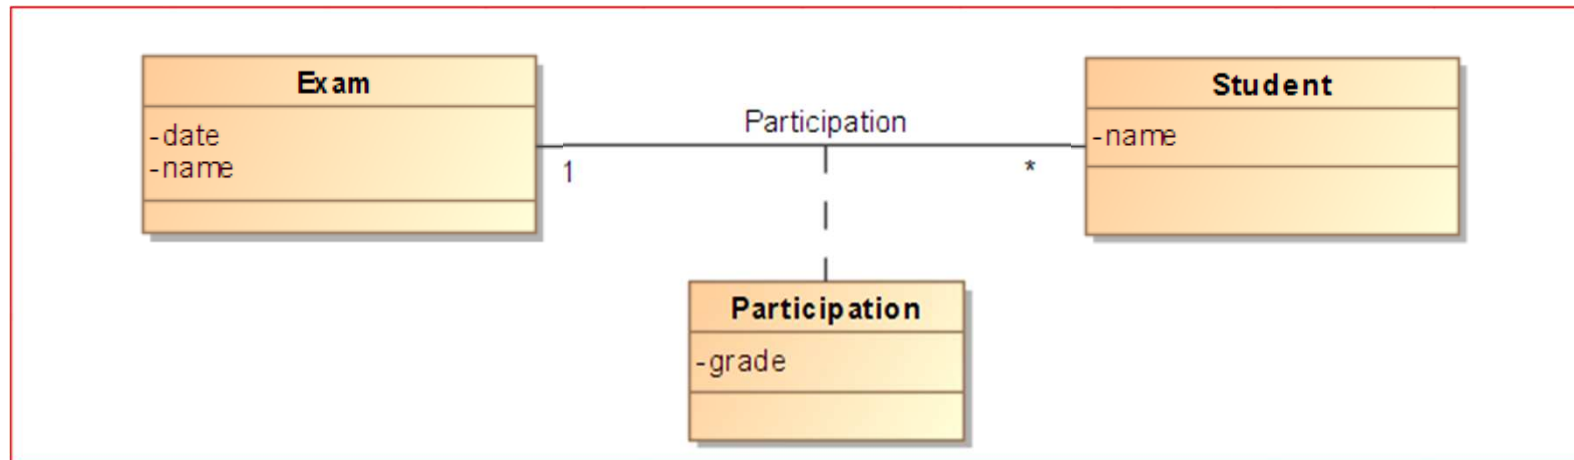 Exam
-date
-name
Participation
1
*
Student
-name
Participation
-grade